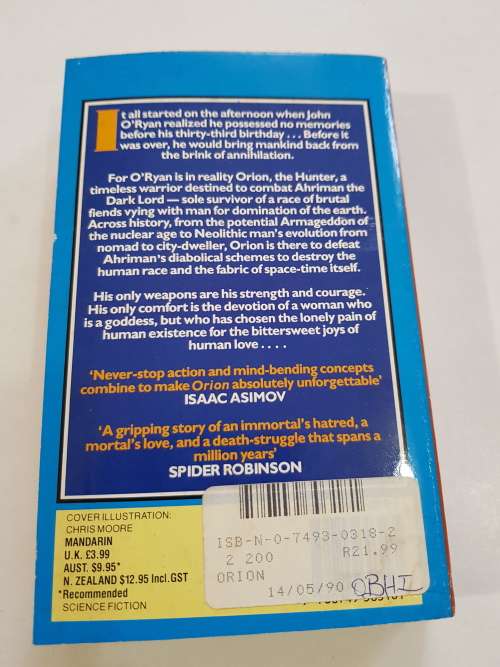 It all started on the afternoon when John
O'Ryan realized he possessed no memories
before his thirty-third birthday . . . Before it
was over, he would bring mankind back from
the brink of annihilation.
For O'Ryan is in reality Orion, the Hunter, a
timeless warrior destined to combat Ahriman the
Dark Lord — sole survivor of a race of brutal
fiends vying with man for domination of the earth.
Across history, from the potential Armageddon of
the nuclear age to Neolithic man's evolution from
nomad to city-dweller, Orion is there to defeat
Ahriman's diabolical schemes to destroy the
human race and the fabric of space-time itself.
His only weapons are his strength and courage.
His only comfort is the devotion of a woman who
is a goddess, but who has chosen the lonely pain of
human existence for the bittersweet joys of
human love . . . .
'Never-stop action and mind-bending concepts
combine to make Orion absolutely unforgettable'
ISAAC ASIMOV
'A gripping story of an immortal's hatred, a
mortal's love, and a death-struggle that spans a
million years'
SPIDER ROBINSON
COVER ILLUSTRATION:
CHRIS MOORE
MANDARIN
U.K. £3.99
AUST. $9.95*
N. ZEALAND $12.95 Incl. GST
*Recommended
SCIENCE FICTION
ISB-N-0-7493-0318-2
2 200 R21.99
ORION
14/05/90 OBHI